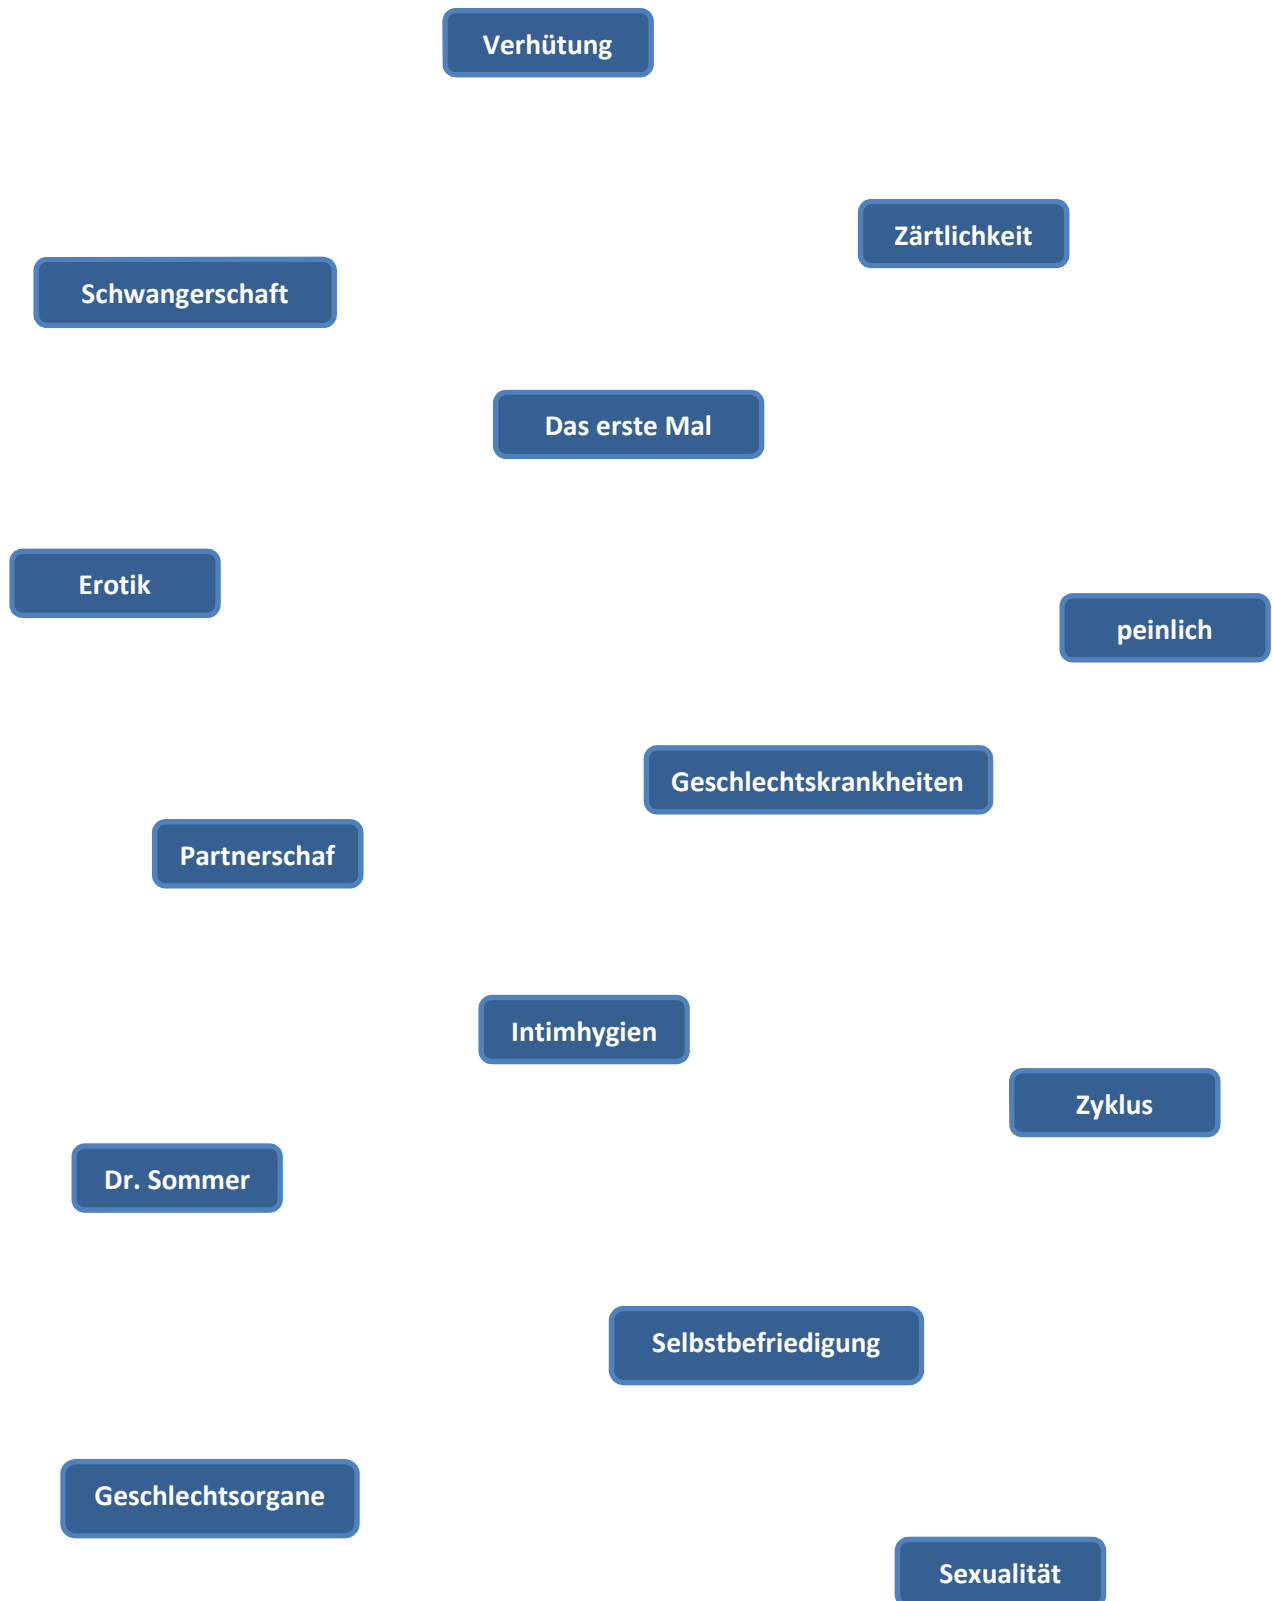 Verhütung
Zärtlichkeit
Schwangerschaft
Das erste Mal
Erotik
peinlich
Geschlechtskrankheiten
Partnerschaf
Intimhygien
Zyklus
Dr. Sommer
Selbstbefriedigung
Geschlechtsorgane
Sexualität